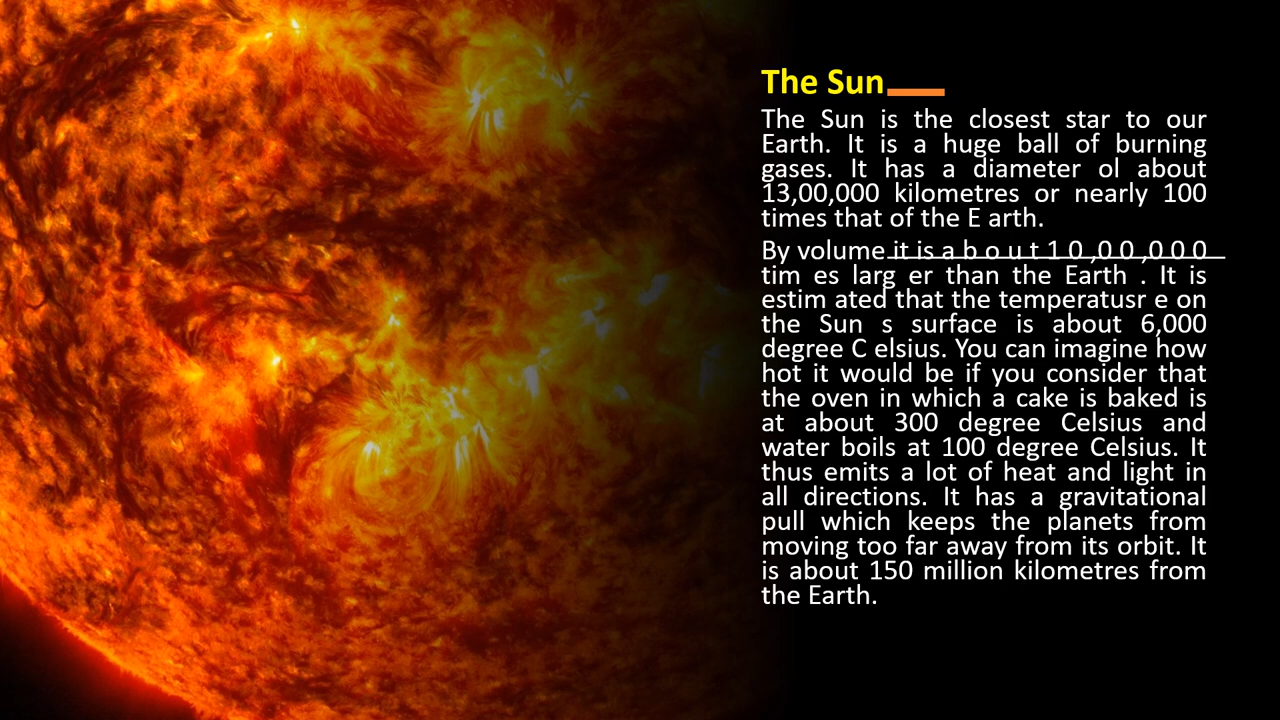 The Sun
The Sun is the closest star to our
Earth. It is a huge ball of burning
gases. It has a diameter ol about
13,00,000 kilometres or nearly 100
times that of the E arth.
By volume it is a b o u t 1 0 ,0 0 ,0 0 0
tim es larg er than the Earth . It is
estim ated that the temperatusr e on
the Sun s surface is about 6,000
degree C elsius. You can imagine how
hot it would be if you consider that
the oven in which a cake is baked is
at about 300 degree Celsius and
water boils at 100 degree Celsius. It
thus emits a lot of heat and light in
all directions. It has a gravitational
pull which keeps the planets from
moving too far away from its orbit. It
is about 150 million kilometres from
the Earth.